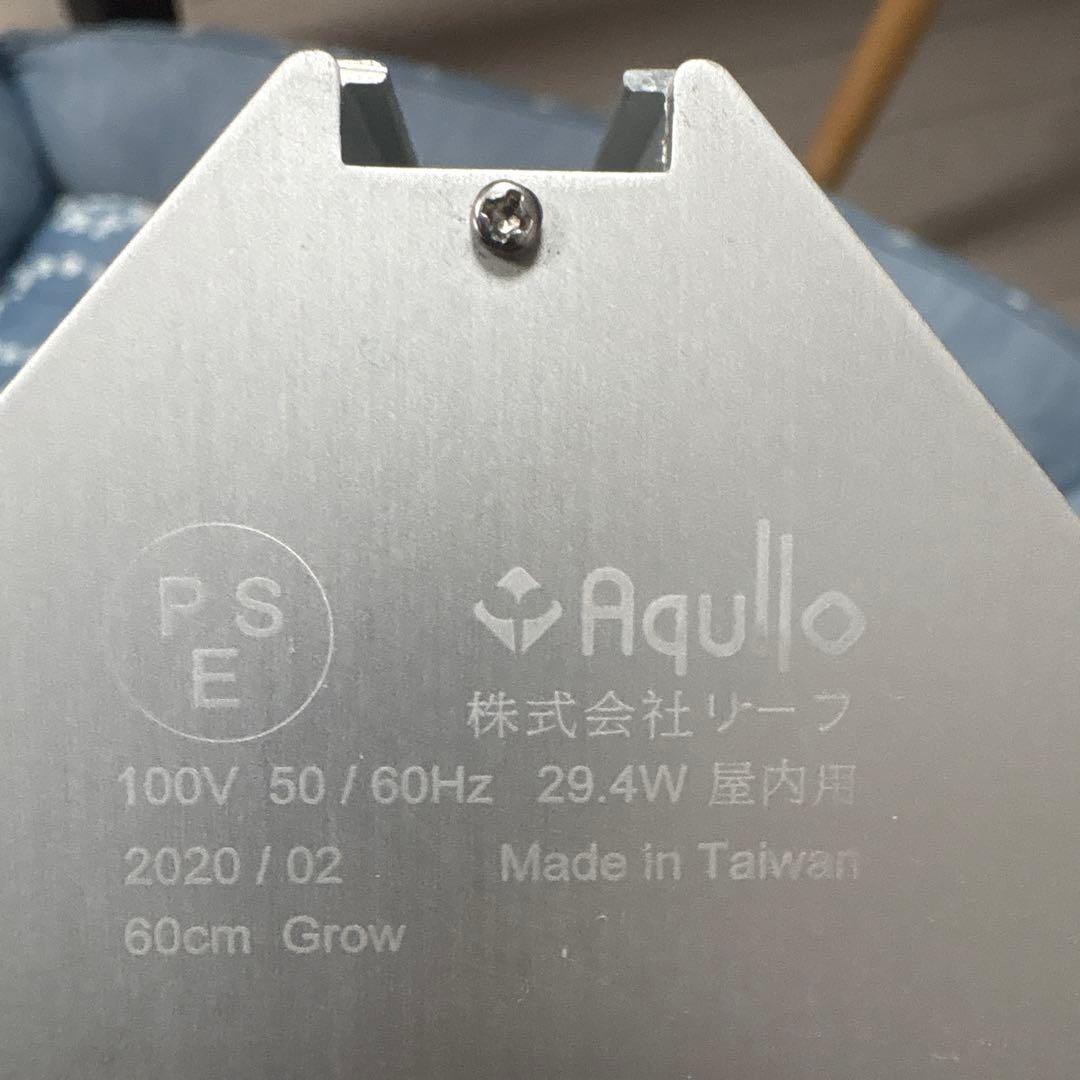 PS
E
Aqullo
株式会社リーフ
100V 50 / 60Hz 29.4W 屋内用
2020 / 02 Made in Taiwan
60cm Grow